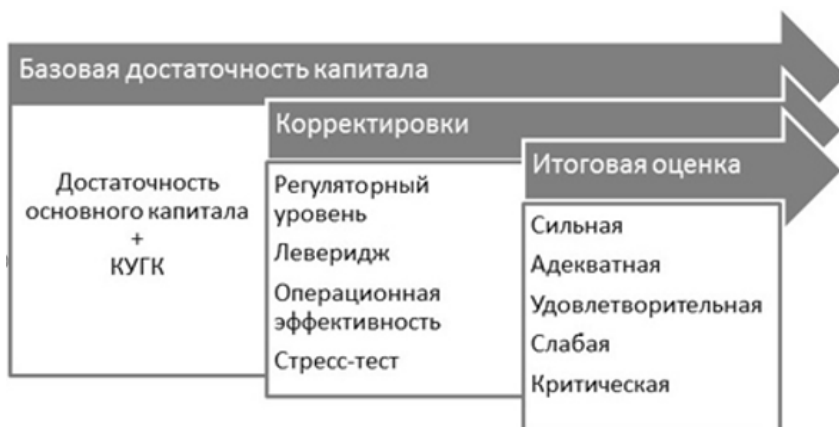 Базовая достаточность капитала
Достаточность
основного капитала
+
КУГК
Корректировки
Регуляторный
уровень
Леверидж
Операционная
эффективность
Стресс-тест
Итоговая оценка
Сильная
Адекватная
Удовлетворительная
Слабая
Критическая